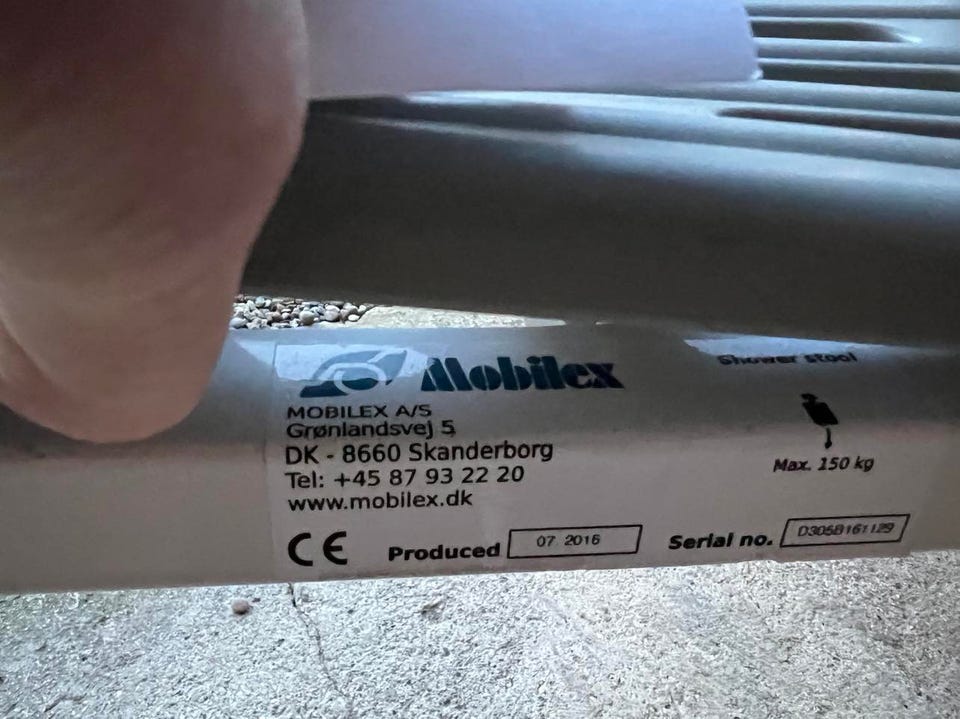 Mobilex
Shower stool
MOBILEX A/S
Grønlandsvej 5
DK - 8660 Skanderborg
Tel: +45 87 93 22 20
www.mobilex.dk
Max. 150 kg
CE Produced 07. 2016 Serial no. D305B161129